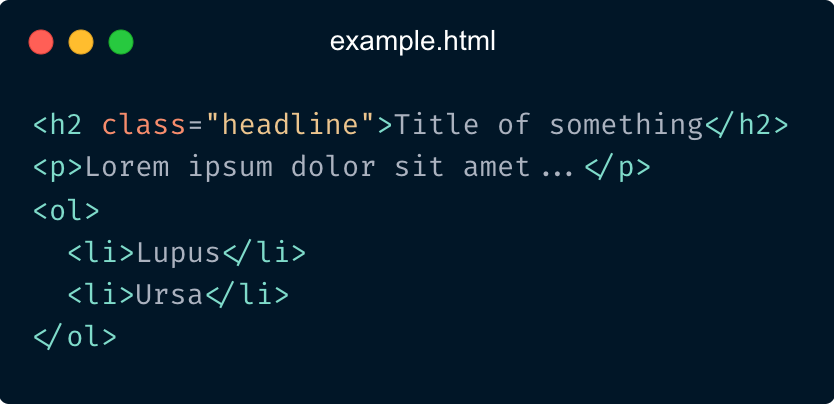 example.html
<h2 class="headline">Title of something</h2>
<p>Lorem ipsum dolor sit amet...</p>
<ol>
  <li>Lupus</li>
  <li>Ursa</li>
</ol>